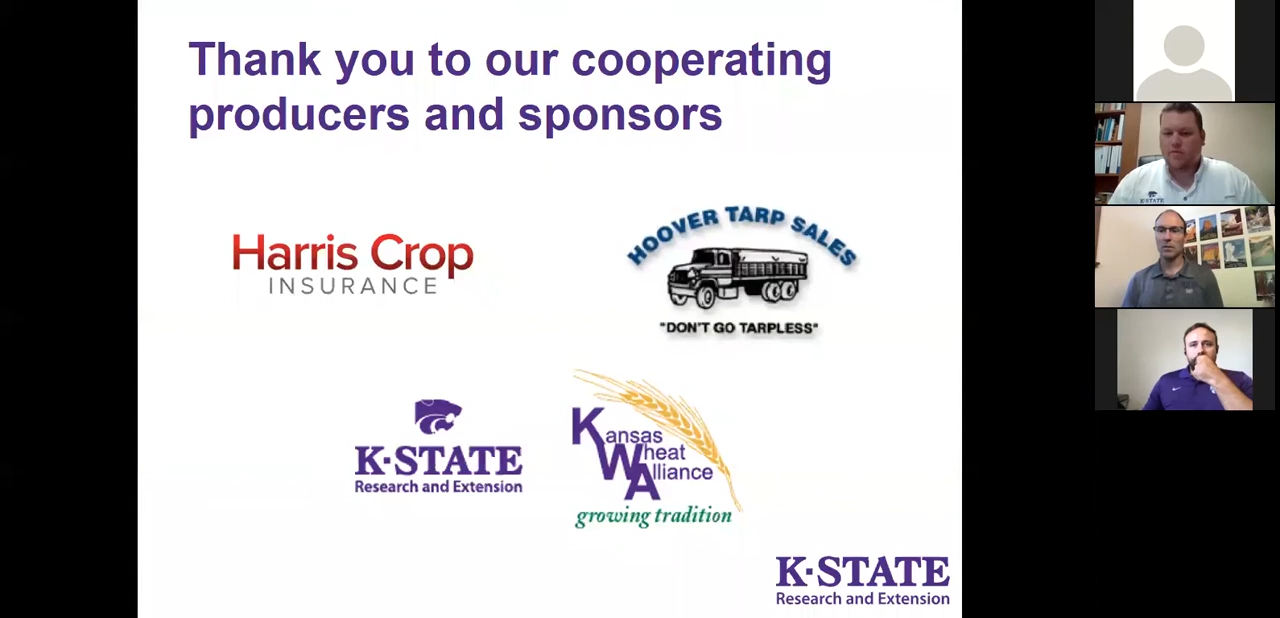 Thank you to our cooperating
producers and sponsors
Harris Crop
INSURANCE
HOOVER TARP SALES
"DON'T GO TARPLESS"
K-STATE
Research and Extension
Kansas
Wheat
Alliance
growing tradition
K-STATE
Research and Extension
K-STATE